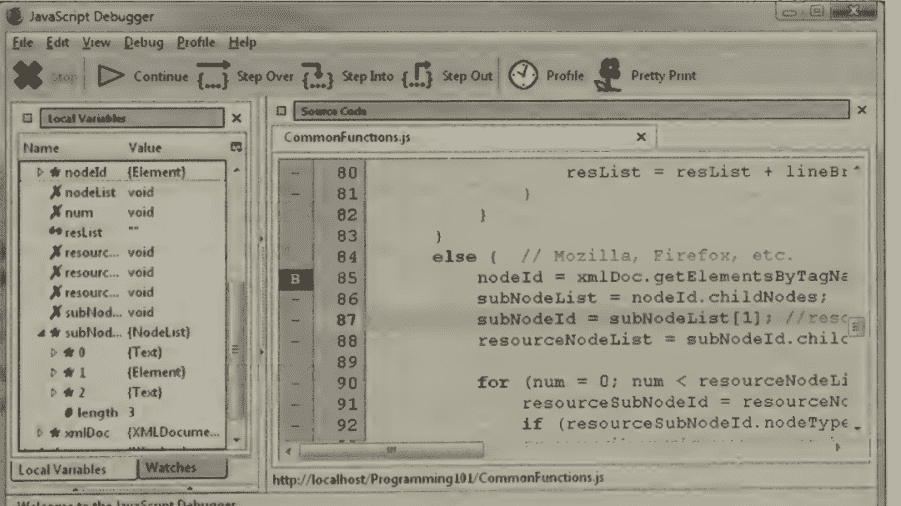 JavaScript Debugger
File Edit View Debug Profile Help
Stop Continue Step Over Step Into Step Out Profile Pretty Print
Local Variables
Name Value
nodeId {Element}
nodeList void
num void
resList ""
resourc... void
resourc... void
resourc... void
subNod... void
subNod... {NodeList}
0 {Text}
1 {Element}
2 {Text}
length 3
xmlDoc {XMLDocume...
Local Variables Watches
Source Code
CommonFunctions.js
80 resList = resList + lineBr
81 }
82 }
83 }
84 else { // Mozilla, Firefox, etc.
B 85 nodeId = xmlDoc.getElementsByTagNa
86 subNodeList = nodeId.childNodes;
87 subNodeId = subNodeList[1]; //reso
88 resourceNodeList = subNodeId.chilc
89
90 for (num = 0; num < resourceNodeLi
91 resourceSubNodeId = resourceNo
92 if (resourceSubNodeId.nodeType
http://localhost/Programming101/CommonFunctions.js
Welcome to the JavaScript Debugger